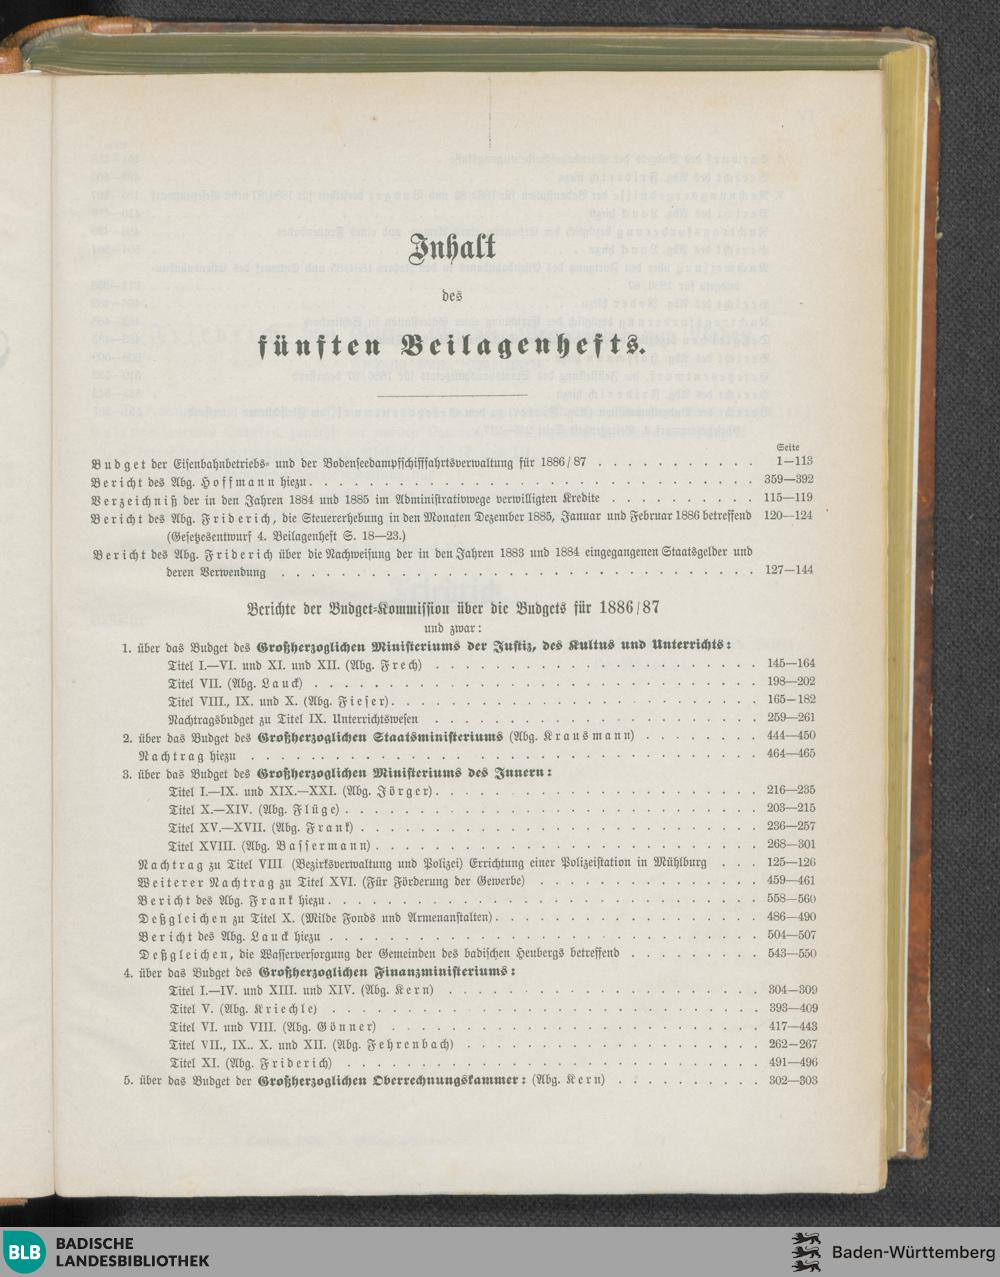 Inhalt
des
fünften Beilagenhefts.
Seite
Budget der Eisenbahnbetriebs- und der Bodenseedampfschifffahrtsverwaltung für 1886/87 . . . . . . . . . . . 1—113
Bericht des Abg. Hoffmann hiezu . . . . . . . . . . . . . . . . . . . . . . . . . . . . 359—392
Verzeichniß der in den Jahren 1884 und 1885 im Administrativwege verwilligten Kredite . . . . . . . . . . 115—119
Bericht des Abg. Friderich, die Steuererhebung in den Monaten Dezember 1885, Januar und Februar 1886 betreffend 120—124
(Gesetzesentwurf 4. Beilagenheft S. 18—23.)
Bericht des Abg. Friderich über die Nachweisung der in den Jahren 1883 und 1884 eingegangenen Staatsgelder und
deren Verwendung . . . . . . . . . . . . . . . . . . . . . . . . . . . . . . . 127—144
Berichte der Budget-Kommission über die Budgets für 1886/87
und zwar:
1. über das Budget des Großherzoglichen Ministeriums der Justiz, des Kultus und Unterrichts:
Titel I.—VI. und XI. und XII. (Abg. Frech) . . . . . . . . . . . . . . . . . . . . . 145—164
Titel VII. (Abg. Lauck) . . . . . . . . . . . . . . . . . . . . . . . . . . . . . 198—202
Titel VIII., IX. und X. (Abg. Fieser) . . . . . . . . . . . . . . . . . . . . . . . . 165—182
Nachtragsbudget zu Titel IX. Unterrichtswesen . . . . . . . . . . . . . . . . . . . . . 259—261
2. über das Budget des Großherzoglichen Staatsministeriums (Abg. Krausmann) . . . . . . . . 444—450
Nachtrag hiezu . . . . . . . . . . . . . . . . . . . . . . . . . . . . . . . . . 464—465
3. über das Budget des Großherzoglichen Ministeriums des Innern:
Titel I.—IX. und XIX.—XXI. (Abg. Jörger) . . . . . . . . . . . . . . . . . . . . . 216—235
Titel X.—XIV. (Abg. Flüge) . . . . . . . . . . . . . . . . . . . . . . . . . . . 203—215
Titel XV.—XVII. (Abg. Frank) . . . . . . . . . . . . . . . . . . . . . . . . . . 236—257
Titel XVIII. (Abg. Bassermann) . . . . . . . . . . . . . . . . . . . . . . . . . 268—301
Nachtrag zu Titel VIII (Bezirksverwaltung und Polizei) Errichtung einer Polizeistation in Mühlburg . . . 125—126
Weiterer Nachtrag zu Titel XVI. (Für Förderung der Gewerbe) . . . . . . . . . . . . . . 459—461
Bericht des Abg. Frank hiezu . . . . . . . . . . . . . . . . . . . . . . . . . . . . 558—560
Deßgleichen zu Titel X. (Milde Fonds und Armenanstalten) . . . . . . . . . . . . . . . . . 486—490
Bericht des Abg. Lauck hiezu . . . . . . . . . . . . . . . . . . . . . . . . . . . . 504—507
Deßgleichen, die Wasserversorgung der Gemeinden des badischen Heubergs betreffend . . . . . . . . . 543—550
4. über das Budget des Großherzoglichen Finanzministeriums:
Titel I.—IV. und XIII. und XIV. (Abg. Kern) . . . . . . . . . . . . . . . . . . . . 304—309
Titel V. (Abg. Kriechle) . . . . . . . . . . . . . . . . . . . . . . . . . . . . 393—409
Titel VI. und VIII. (Abg. Gönner) . . . . . . . . . . . . . . . . . . . . . . . . 417—443
Titel VII., IX.. X. und XII. (Abg. Fehrenbach) . . . . . . . . . . . . . . . . . . . 262—267
Titel XI. (Abg. Friderich) . . . . . . . . . . . . . . . . . . . . . . . . . . . 491—496
5. über das Budget der Großherzoglichen Oberrechnungskammer: (Abg. Kern) . . . . . . . . . . 302—303
BLB BADISCHE
LANDESBIBLIOTHEK
Baden-Württemberg